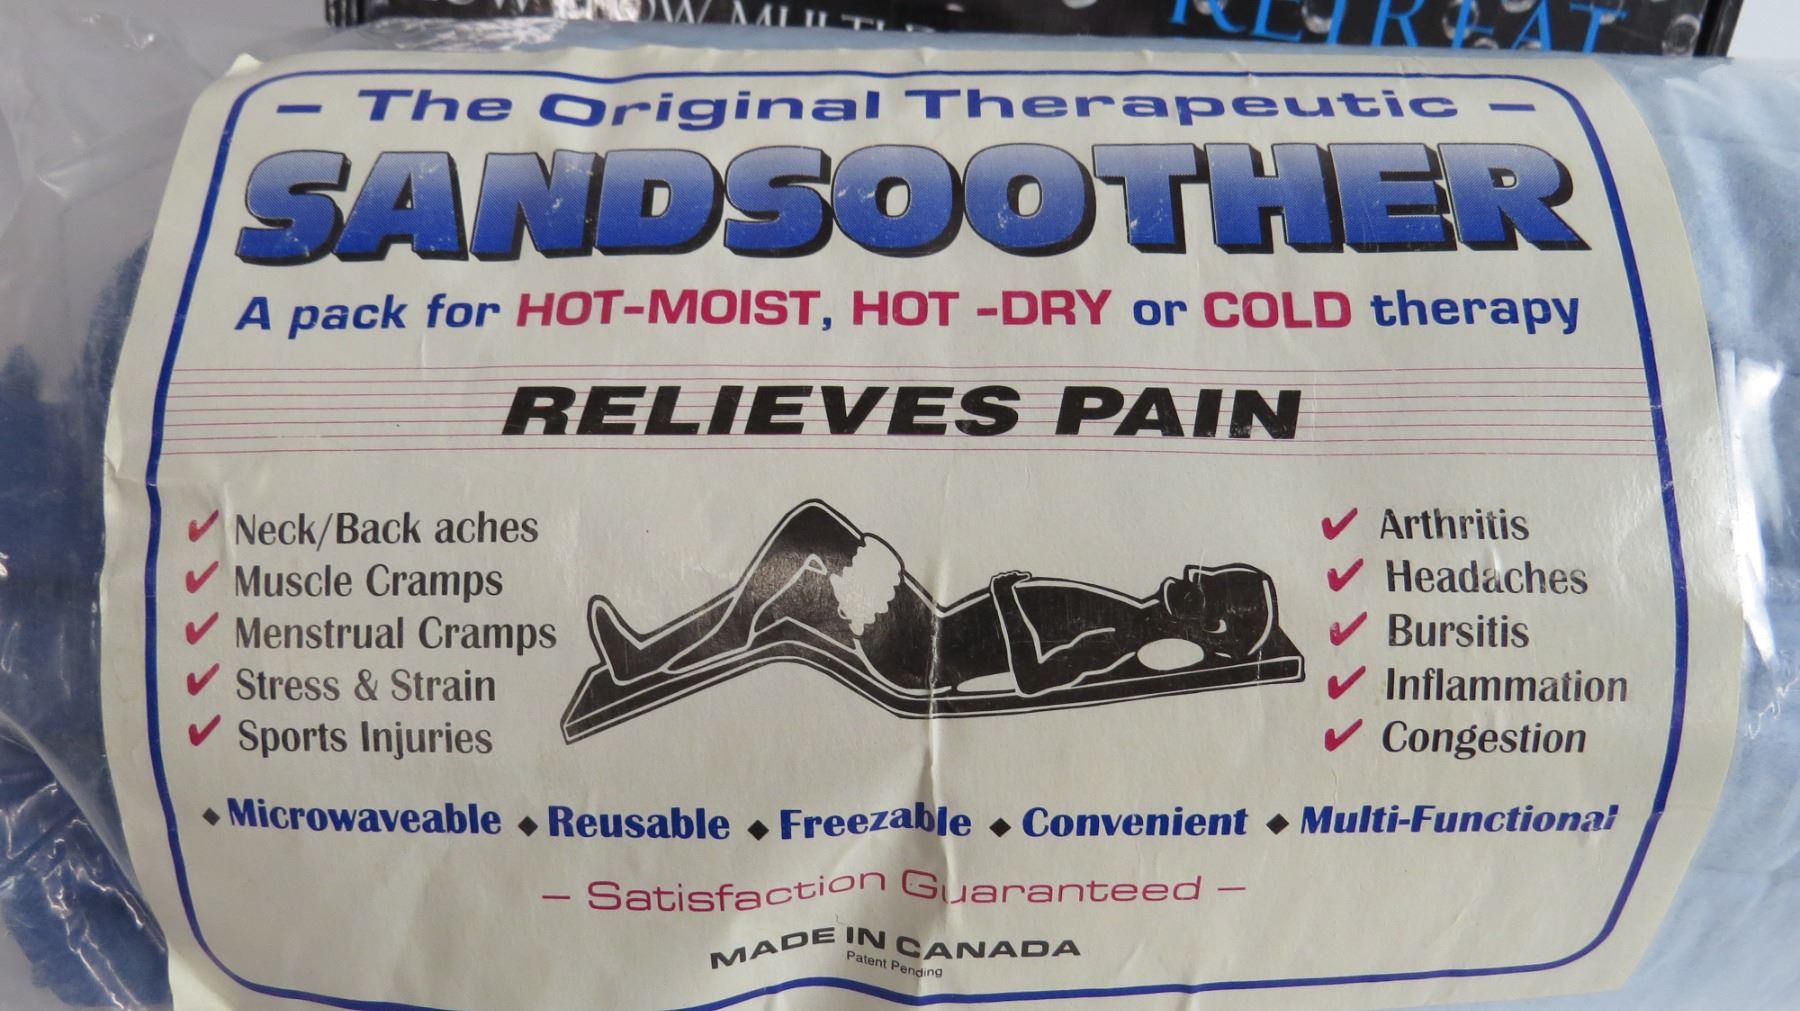 RETREAT
– The Original Therapeutic –
SANDSOOTHER
A pack for HOT-MOIST, HOT -DRY or COLD therapy
RELIEVES PAIN
✓ Neck/Back aches
✓ Muscle Cramps
✓ Menstrual Cramps
✓ Stress & Strain
✓ Sports Injuries
✓ Arthritis
✓ Headaches
✓ Bursitis
✓ Inflammation
✓ Congestion
◆ Microwaveable ◆ Reusable ◆ Freezable ◆ Convenient ◆ Multi-Functional
– Satisfaction Guaranteed –
MADE IN CANADA
Patent Pending